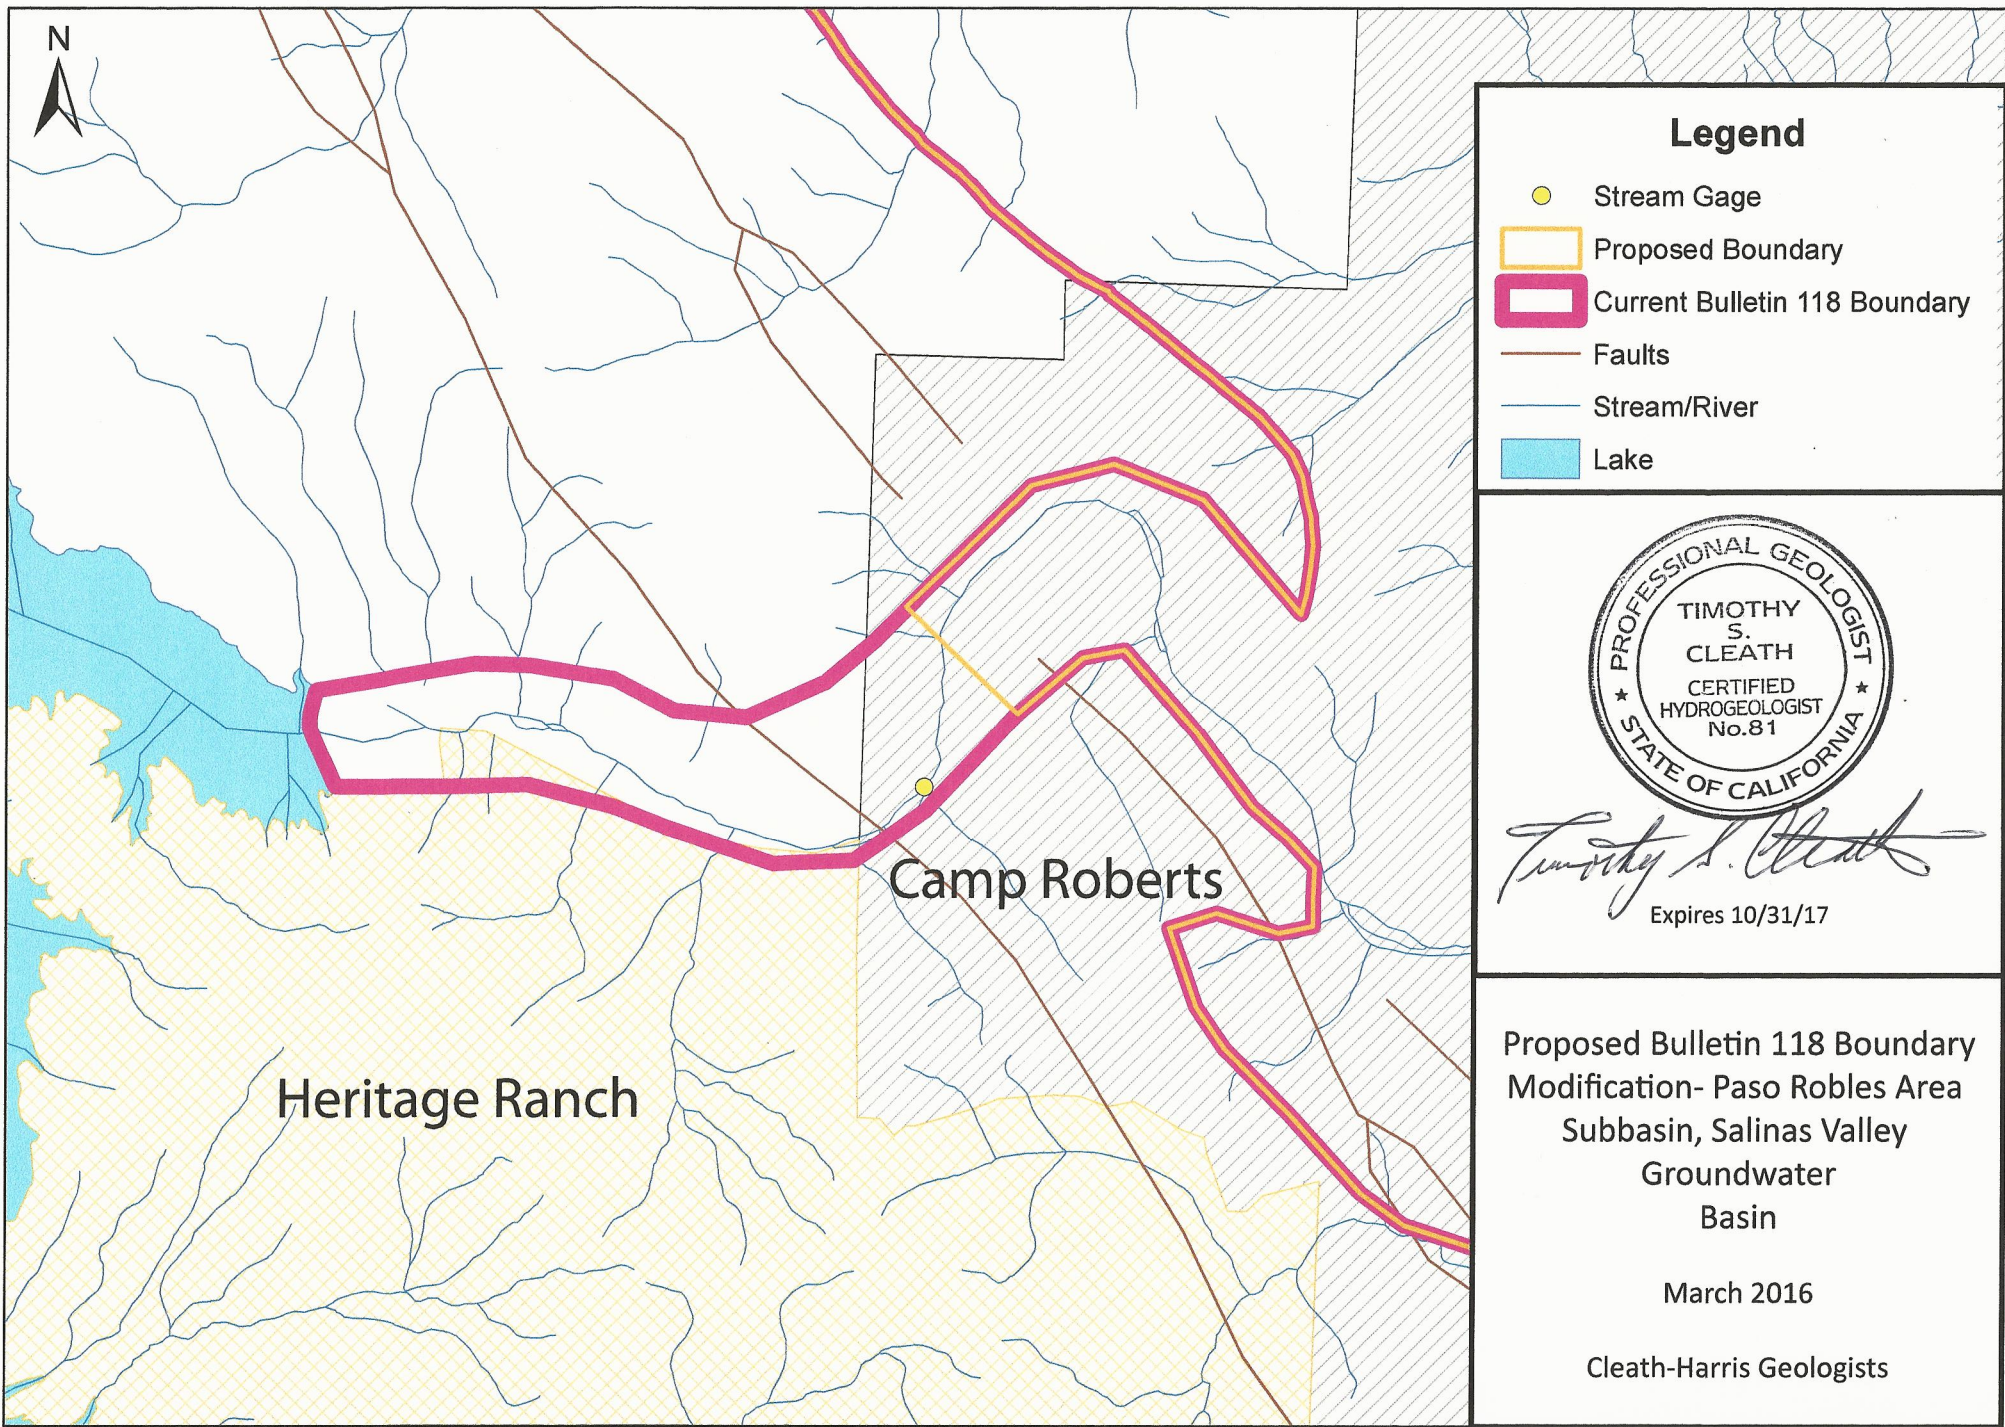 N
Legend
Stream Gage
Proposed Boundary
Current Bulletin 118 Boundary
Faults
Stream/River
Lake
PROFESSIONAL GEOLOGIST
TIMOTHY
S.
CLEATH
CERTIFIED
HYDROGEOLOGIST
No.81
STATE OF CALIFORNIA
Timothy S. Cleath
Expires 10/31/17
Camp Roberts
Heritage Ranch
Proposed Bulletin 118 Boundary
Modification- Paso Robles Area
Subbasin, Salinas Valley
Groundwater
Basin
March 2016
Cleath-Harris Geologists